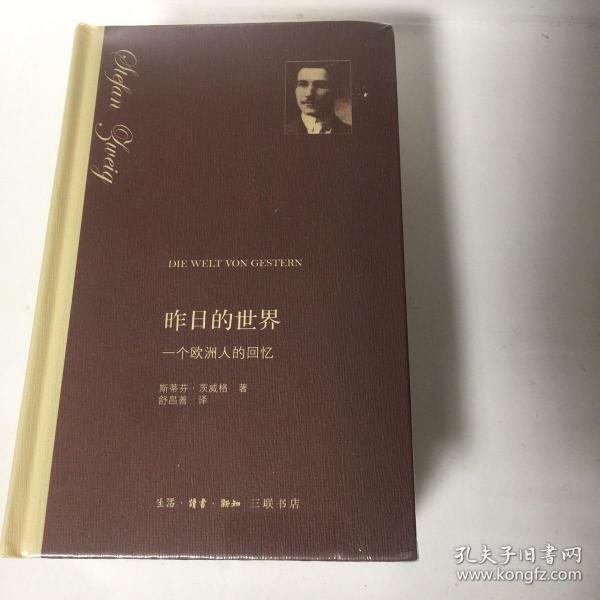 Stefan Zweig
DIE WELT VON GESTERN
昨日的世界
一个欧洲人的回忆
斯蒂芬·茨威格 著
舒昌善 译
生活·讀書·新知 三联书店
孔夫子旧书网
www.kongfz.com